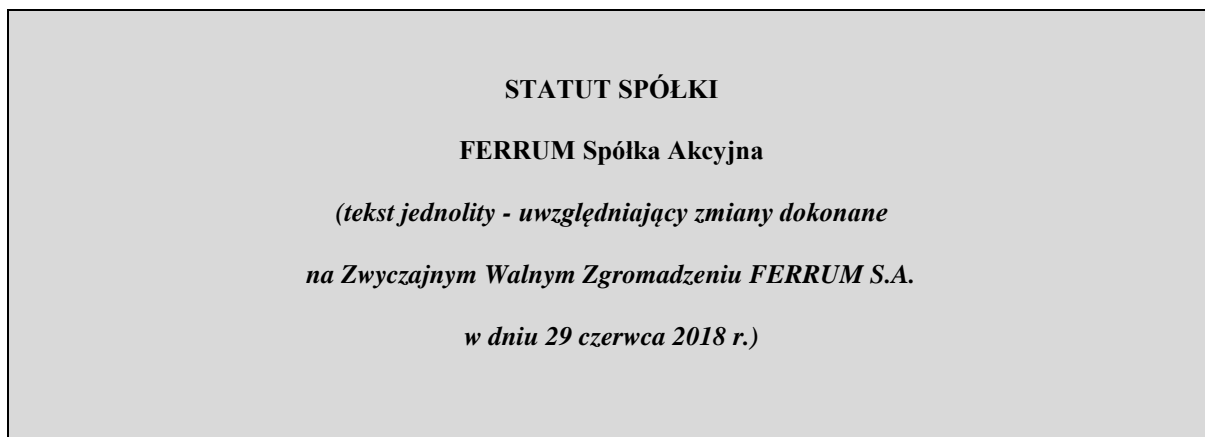 STATUT SPÓŁKI
FERRUM Spółka Akcyjna
(tekst jednolity - uwzględniający zmiany dokonane
na Zwyczajnym Walnym Zgromadzeniu FERRUM S.A.
w dniu 29 czerwca 2018 r.)